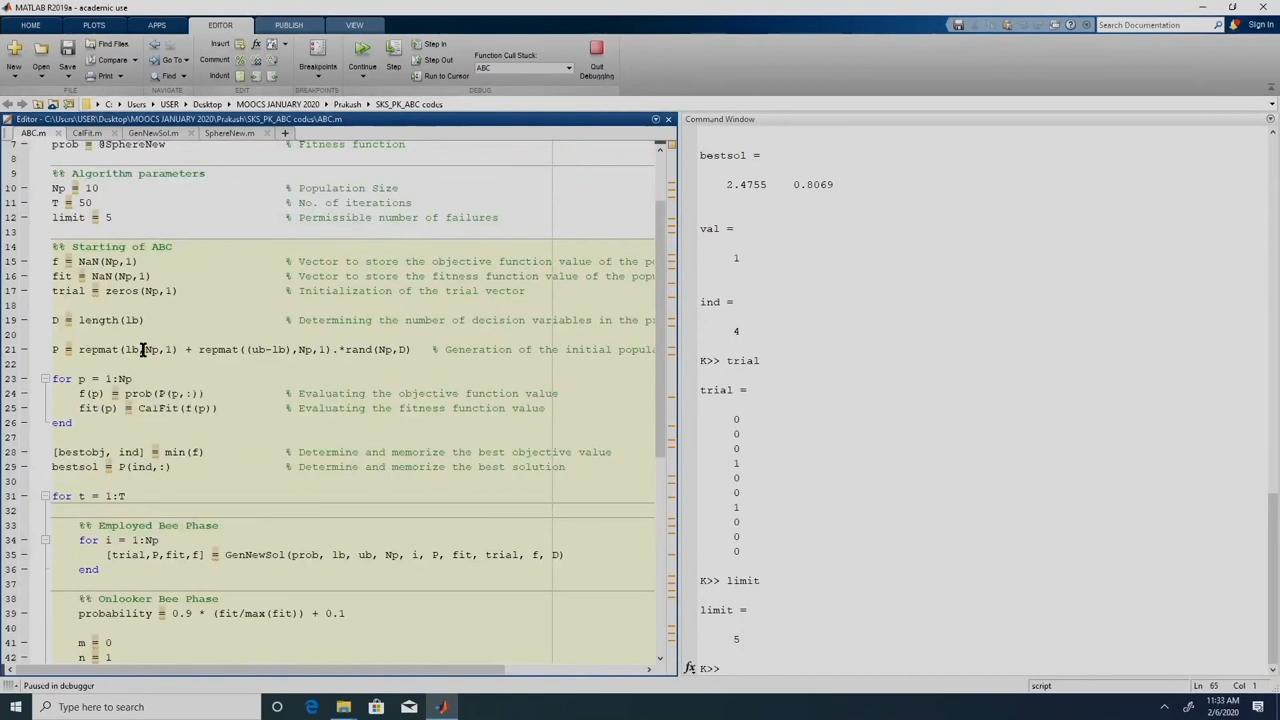 MATLAB R2019a - academic use
HOME PLOTS APPS EDITOR PUBLISH VIEW Search Documentation Sign In
New Open Save Find Files Compare Print Go To Find Insert Comment Indent Breakpoints Continue Step Step In Step Out Run to Cursor Function Call Stack: ABC Quit Debugging
FILE NAVIGATE EDIT BREAKPOINTS DEBUG
C: Users USER Desktop MOOCS JANUARY 2020 Prakash SKS_PK_ABC codes
Editor - C:\Users\USER\Desktop\MOOCS JANUARY 2020\Prakash\SKS_PK_ABC codes\ABC.m
ABC.m CalFit.m GenNewSol.m SphereNew.m
7 prob = @SphereNew % Fitness function
8
9 %% Algorithm parameters
10 Np = 10 % Population Size
11 T = 50 % No. of iterations
12 limit = 5 % Permissible number of failures
13
14 %% Starting of ABC
15 f = NaN(Np,1) % Vector to store the objective function value of the po
16 fit = NaN(Np,1) % Vector to store the fitness function value of the popu
17 trial = zeros(Np,1) % Initialization of the trial vector
18
19 D = length(lb) % Determining the number of decision variables in the pr
20
21 P = repmat(lb,Np,1) + repmat((ub-lb),Np,1).*rand(Np,D) % Generation of the initial popula
22
23 for p = 1:Np
24 f(p) = prob(P(p,:)) % Evaluating the objective function value
25 fit(p) = CalFit(f(p)) % Evaluating the fitness function value
26 end
27
28 [bestobj, ind] = min(f) % Determine and memorize the best objective value
29 bestsol = P(ind,:) % Determine and memorize the best solution
30
31 for t = 1:T
32
33 %% Employed Bee Phase
34 for i = 1:Np
35 [trial,P,fit,f] = GenNewSol(prob, lb, ub, Np, i, P, fit, trial, f, D)
36 end
37
38 %% Onlooker Bee Phase
39 probability = 0.9 * (fit/max(fit)) + 0.1
40
41 m = 0
42 n = 1
Command Window
bestsol =
2.4755 0.8069
val =
1
ind =
4
K>> trial
trial =
0
0
0
1
0
0
1
0
0
0
K>> limit
limit =
5
fx K>>
Paused in debugger script Ln 65 Col 1
Type here to search 11:33 AM
2/6/2020